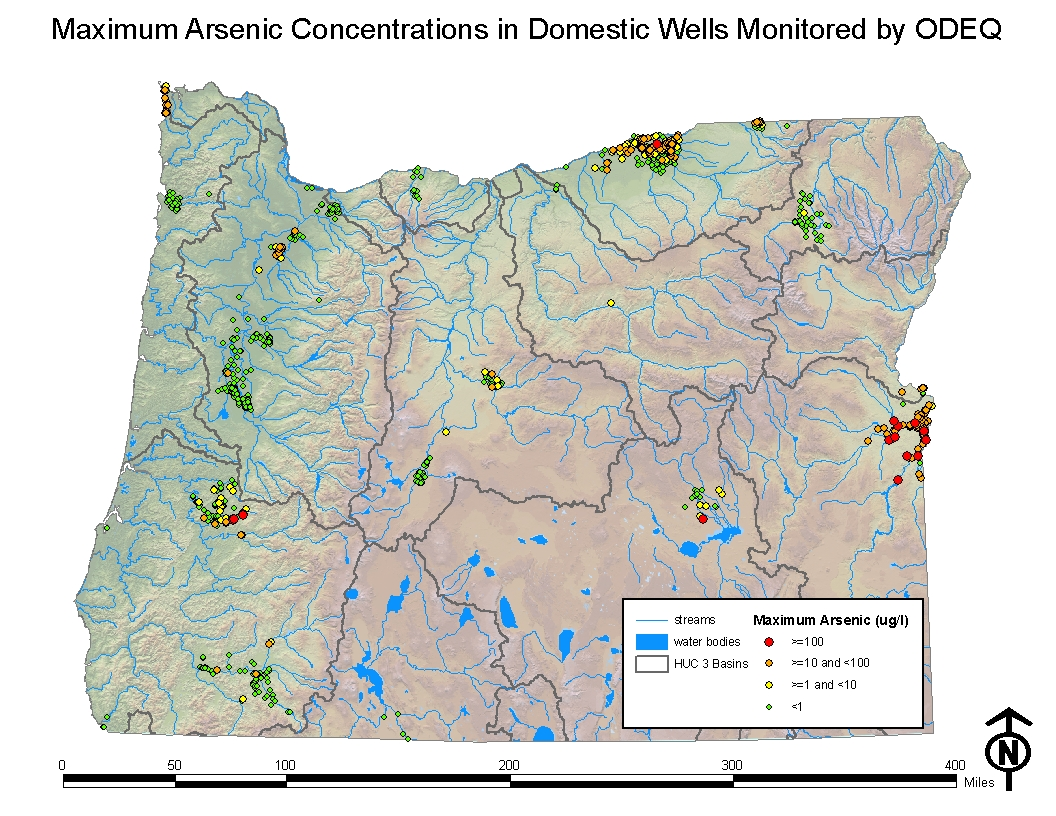 Maximum Arsenic Concentrations in Domestic Wells Monitored by ODEQ
streams
water bodies
HUC 3 Basins
Maximum Arsenic (ug/l)
>=100
>=10 and <100
>=1 and <10
<1
0 50 100 200 300 400
Miles
N